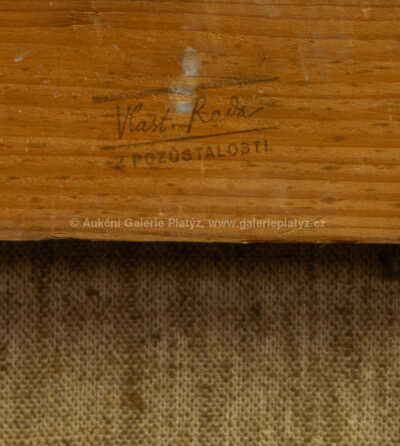 Vlast. Rada
Z POZŮSTALOSTI
© Aukční Galerie Platýz, www.galerieplatyz.cz